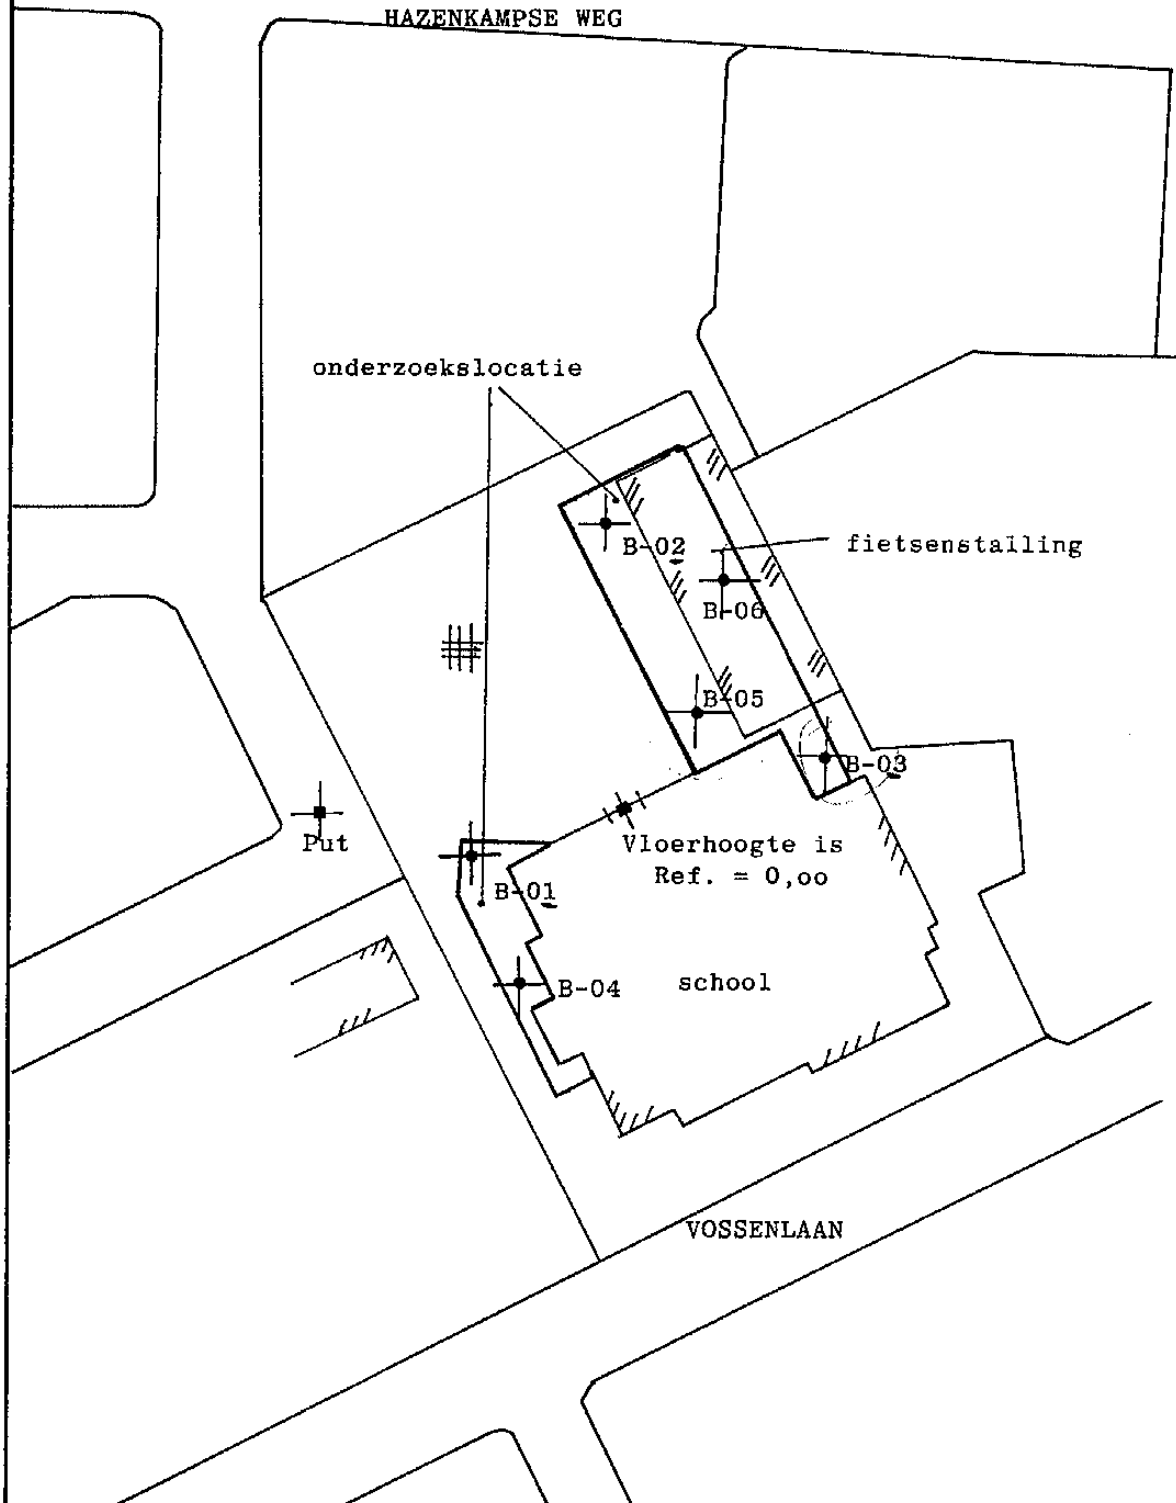 HAZENKAMPSE WEG
onderzoekslocatie
B-02
fietsenstalling
B-06
B-05
B-03
Put
Vloerhoogte is
Ref. = 0,oo
B-01
B-04
school
VOSSENLAAN